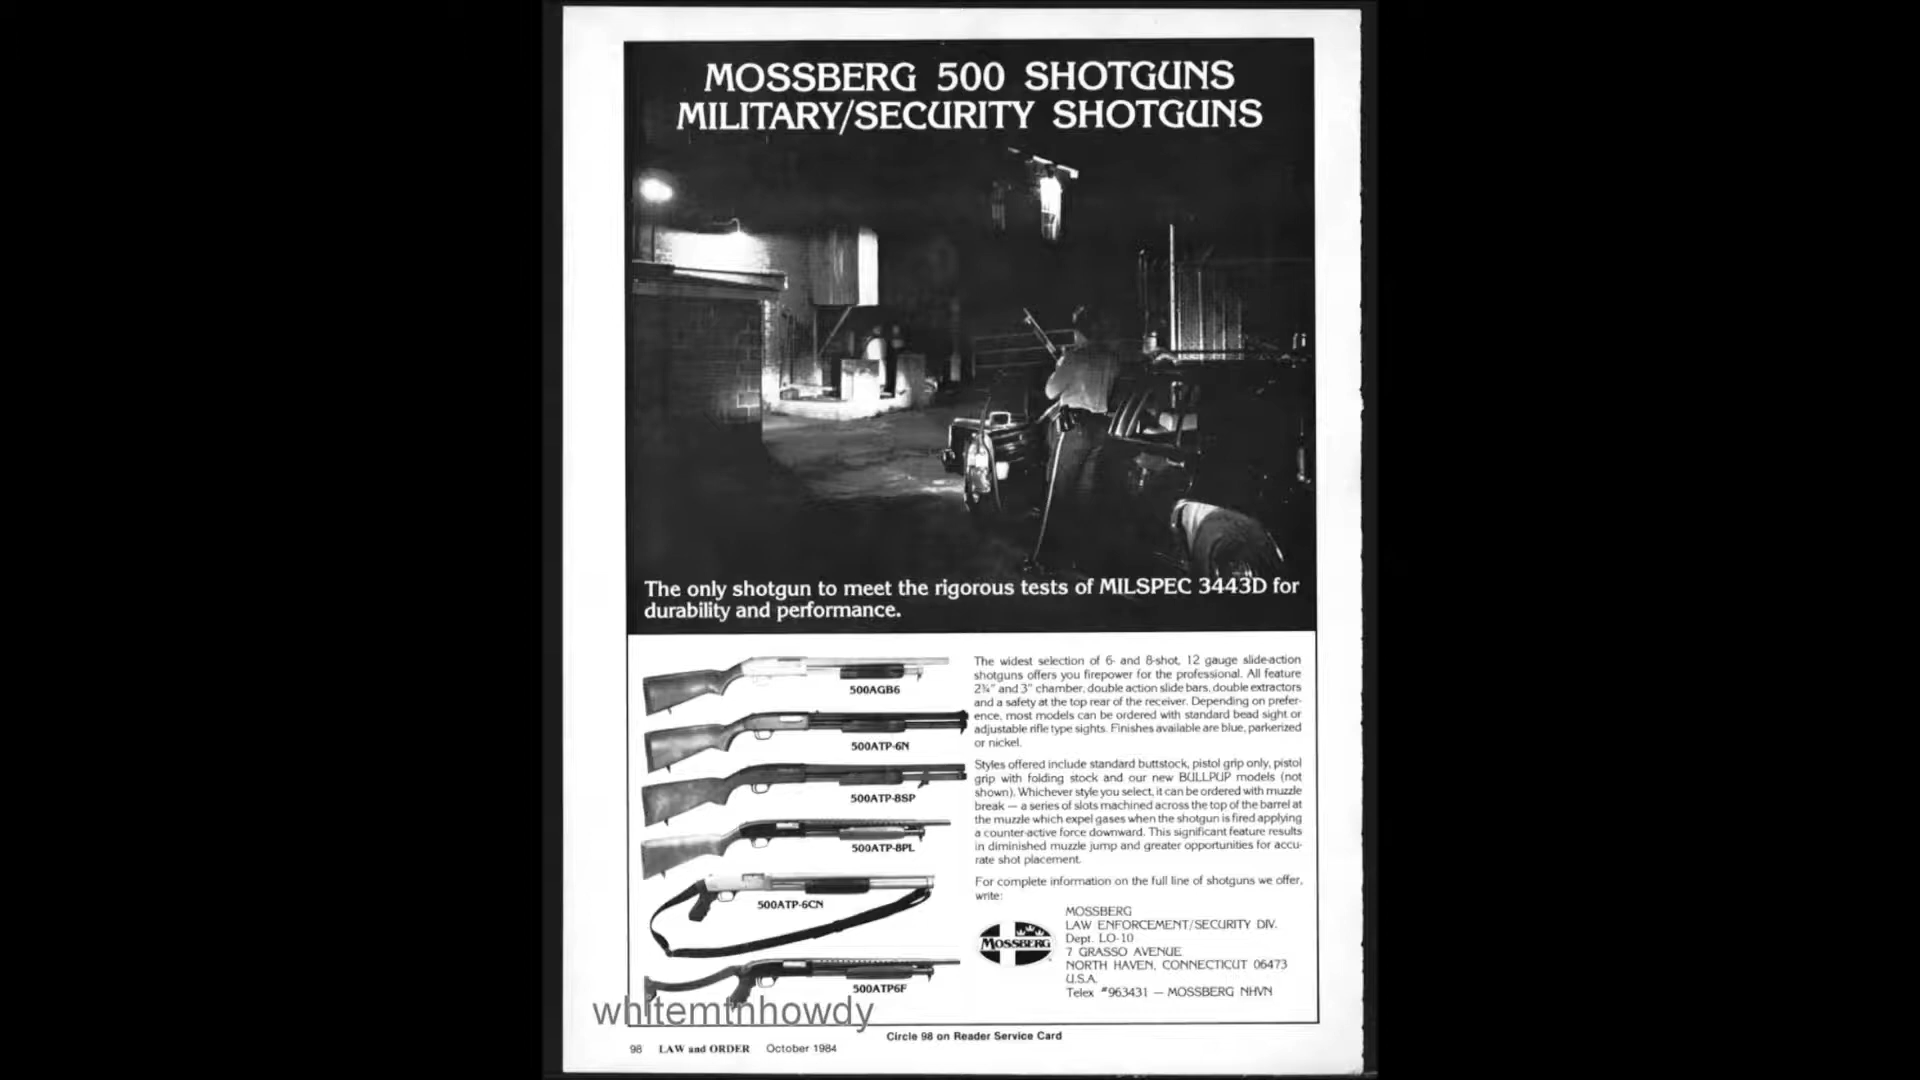 MOSSBERG 500 SHOTGUNS
MILITARY/SECURITY SHOTGUNS
The only shotgun to meet the rigorous tests of MILSPEC 3443D for
durability and performance.
500AGB6
500ATP-6N
500ATP-8SP
500ATP-8PL
500ATP-6CN
500ATP6F
The widest selection of 6- and 8-shot, 12 gauge slide-action
shotguns offers you firepower for the professional. All feature
2¾" and 3" chamber, double action slide bars, double extractors
and a safety at the top rear of the receiver. Depending on prefer-
ence, most models can be ordered with standard bead sight or
adjustable rifle type sights. Finishes available are blue, parkerized
or nickel.
Styles offered include standard buttstock, pistol grip only, pistol
grip with folding stock and our new BULLPUP models (not
shown). Whichever style you select, it can be ordered with muzzle
break — a series of slots machined across the top of the barrel at
the muzzle which expel gases when the shotgun is fired applying
a counter-active force downward. This significant feature results
in diminished muzzle jump and greater opportunities for accu-
rate shot placement.
For complete information on the full line of shotguns we offer,
write:
MOSSBERG
MOSSBERG
LAW ENFORCEMENT/SECURITY DIV.
Dept. LO-10
7 GRASSO AVENUE
NORTH HAVEN, CONNECTICUT 06473
U.S.A.
Telex #963431 — MOSSBERG NHVN
whitemtnhowdy
Circle 98 on Reader Service Card
98 LAW and ORDER October 1984